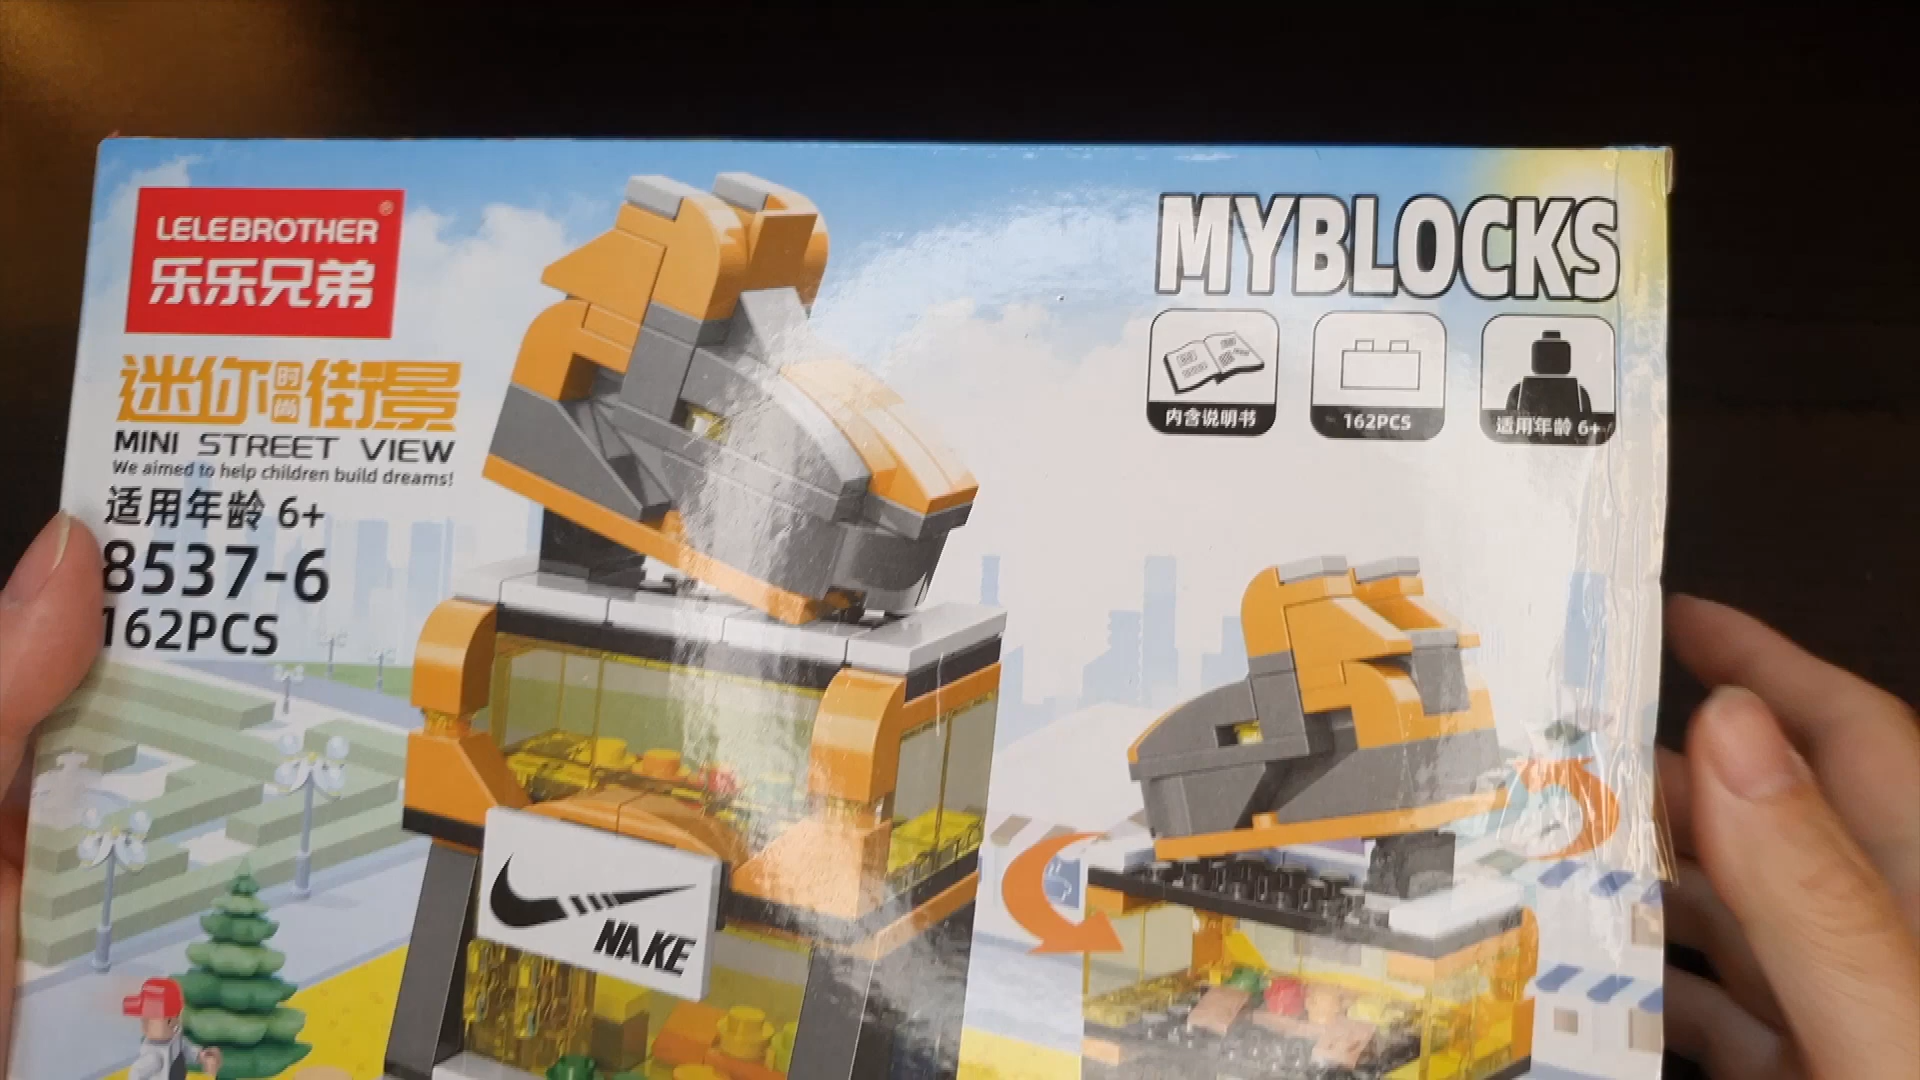 LELEBROTHER®
乐乐兄弟
迷你时尚街景
MINI STREET VIEW
We aimed to help children build dreams!
适用年龄 6+
8537-6
162PCS
MYBLOCKS
内含说明书
162PCS
适用年龄 6+
NAKE